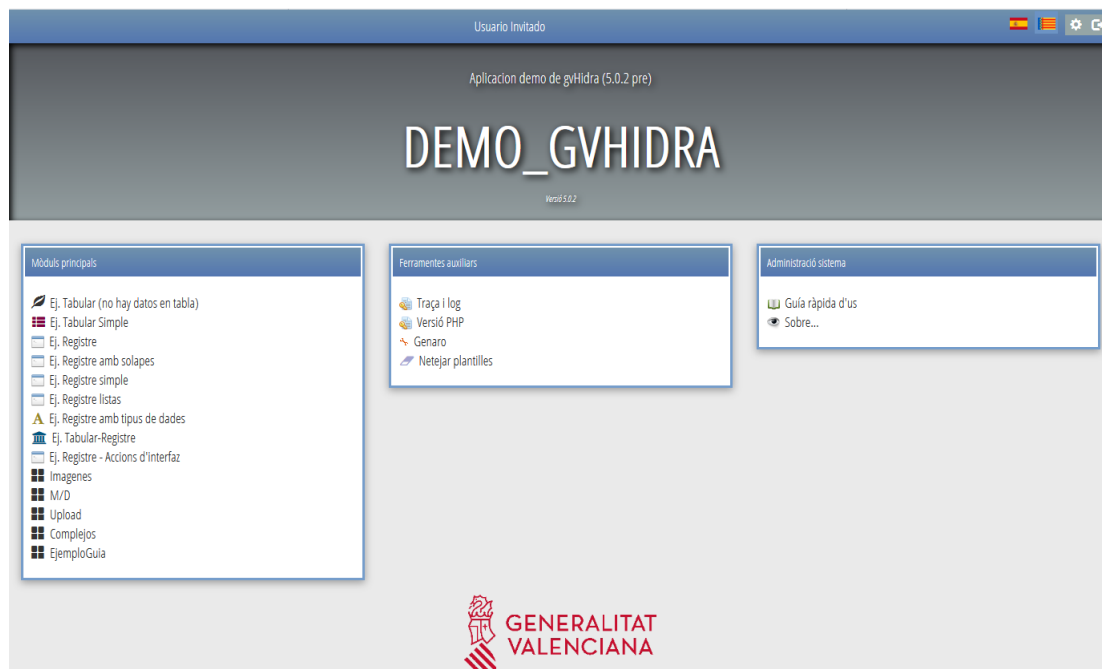 Usuario Invitado
Aplicacion demo de gvHidra (5.0.2 pre)
DEMO_GVHIDRA
Versió 5.0.2
Mòduls principals
Ej. Tabular (no hay datos en tabla)
Ej. Tabular Simple
Ej. Registre
Ej. Registre amb solapes
Ej. Registre simple
Ej. Registre listas
Ej. Registre amb tipus de dades
Ej. Tabular-Registre
Ej. Registre - Accions d'interfaz
Imagenes
M/D
Upload
Complejos
EjemploGuia
Ferramentes auxiliars
Traça i log
Versió PHP
Genaro
Netejar plantilles
Administració sistema
Guía ràpida d'us
Sobre...
GENERALITAT
VALENCIANA